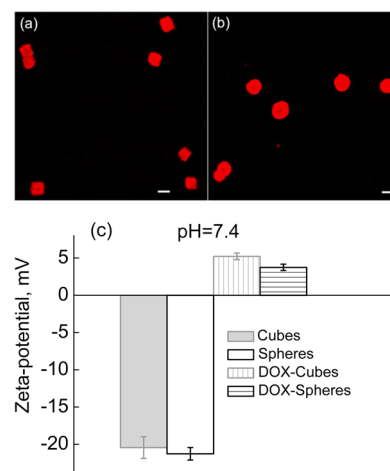 (a)
(b)
(c)
pH=7.4
Zeta-potential, mV
5
0
-5
-10
-15
-20
Cubes
Spheres
DOX-Cubes
DOX-Spheres